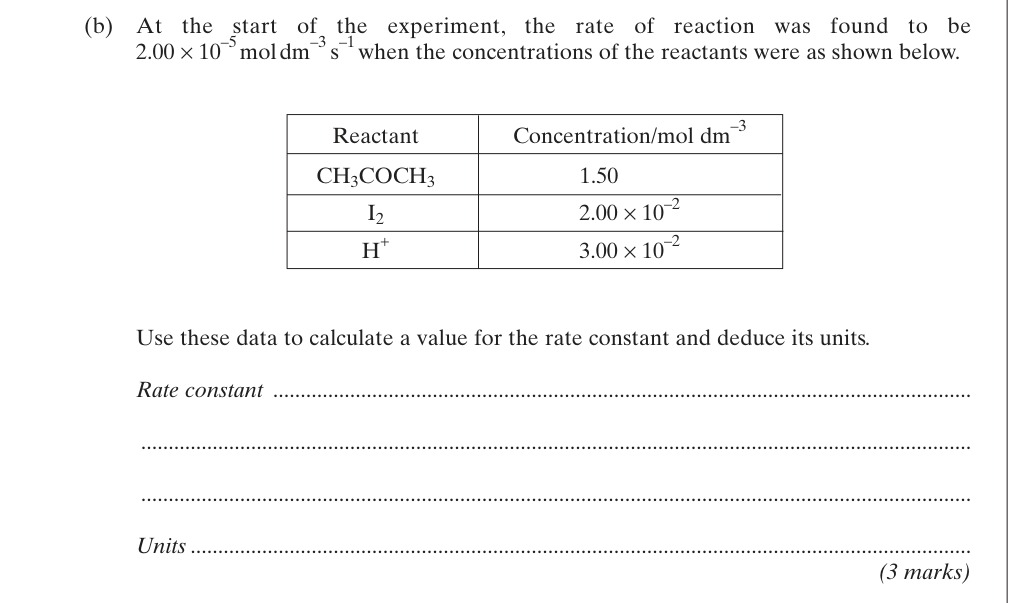 (b) At the start of the experiment, the rate of reaction was found to be
2.00 × 10⁻⁵ mol dm⁻³ s⁻¹ when the concentrations of the reactants were as shown below.
Reactant Concentration/mol dm⁻³
CH₃COCH₃ 1.50
I₂ 2.00 × 10⁻²
H⁺ 3.00 × 10⁻²
Use these data to calculate a value for the rate constant and deduce its units.
Rate constant ..............................................................
..............................................................
..............................................................
Units ..............................................................
(3 marks)